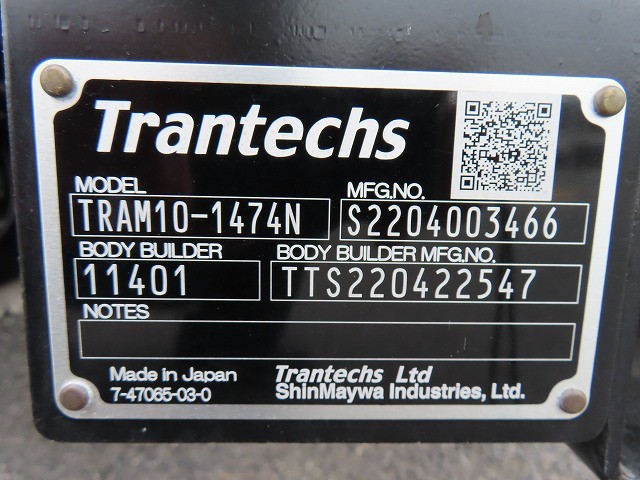 Trantechs
MODEL MFG.NO.
TRAM10-1474N S2204003466
BODY BUILDER BODY BUILDER MFG.NO.
11401 TTS220422547
NOTES
Made in Japan Trantechs Ltd
7-47065-03-0 ShinMaywa Industries, Ltd.